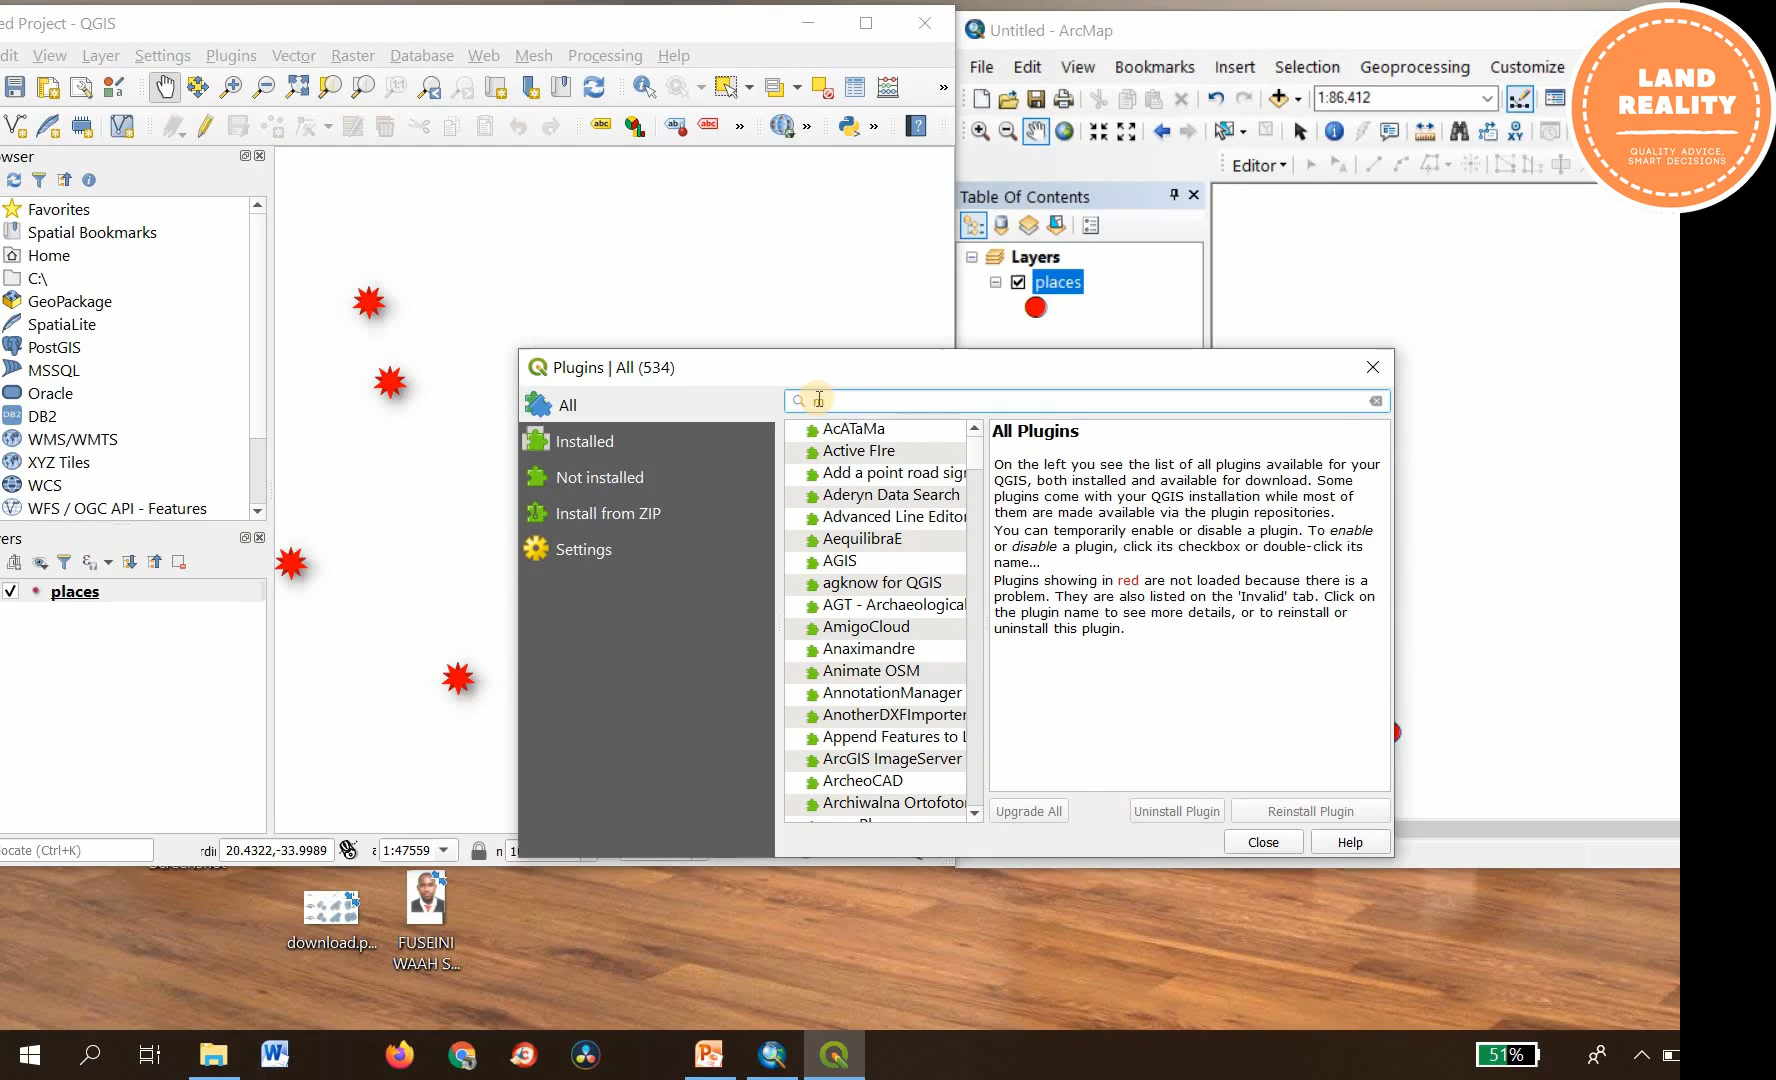 ed Project - QGIS
dit View Layer Settings Plugins Vector Raster Database Web Mesh Processing Help
owser
Favorites
Spatial Bookmarks
Home
C:\
GeoPackage
SpatiaLite
PostGIS
MSSQL
Oracle
DB2
WMS/WMTS
XYZ Tiles
WCS
WFS / OGC API - Features
yers
places
ocate (Ctrl+K)
rdi 20.4322,-33.9989
1:47559
Untitled - ArcMap
File Edit View Bookmarks Insert Selection Geoprocessing Customize
1:86,412
Editor
Table Of Contents
Layers
places
LAND
REALITY
QUALITY ADVICE,
SMART DECISIONS
Plugins | All (534)
All
Installed
Not installed
Install from ZIP
Settings
AcATaMa
Active FIre
Add a point road sig
Aderyn Data Search
Advanced Line Editor
AequilibraE
AGIS
agknow for QGIS
AGT - Archaeological
AmigoCloud
Anaximandre
Animate OSM
AnnotationManager
AnotherDXFImporter
Append Features to L
ArcGIS ImageServer
ArcheoCAD
Archiwalna Ortofoto
All Plugins
On the left you see the list of all plugins available for your
QGIS, both installed and available for download. Some
plugins come with your QGIS installation while most of
them are made available via the plugin repositories.
You can temporarily enable or disable a plugin. To enable
or disable a plugin, click its checkbox or double-click its
name...
Plugins showing in red are not loaded because there is a
problem. They are also listed on the 'Invalid' tab. Click on
the plugin name to see more details, or to reinstall or
uninstall this plugin.
Upgrade All
Uninstall Plugin
Reinstall Plugin
Close
Help
download.p...
FUSEINI
WAAH S...
51%